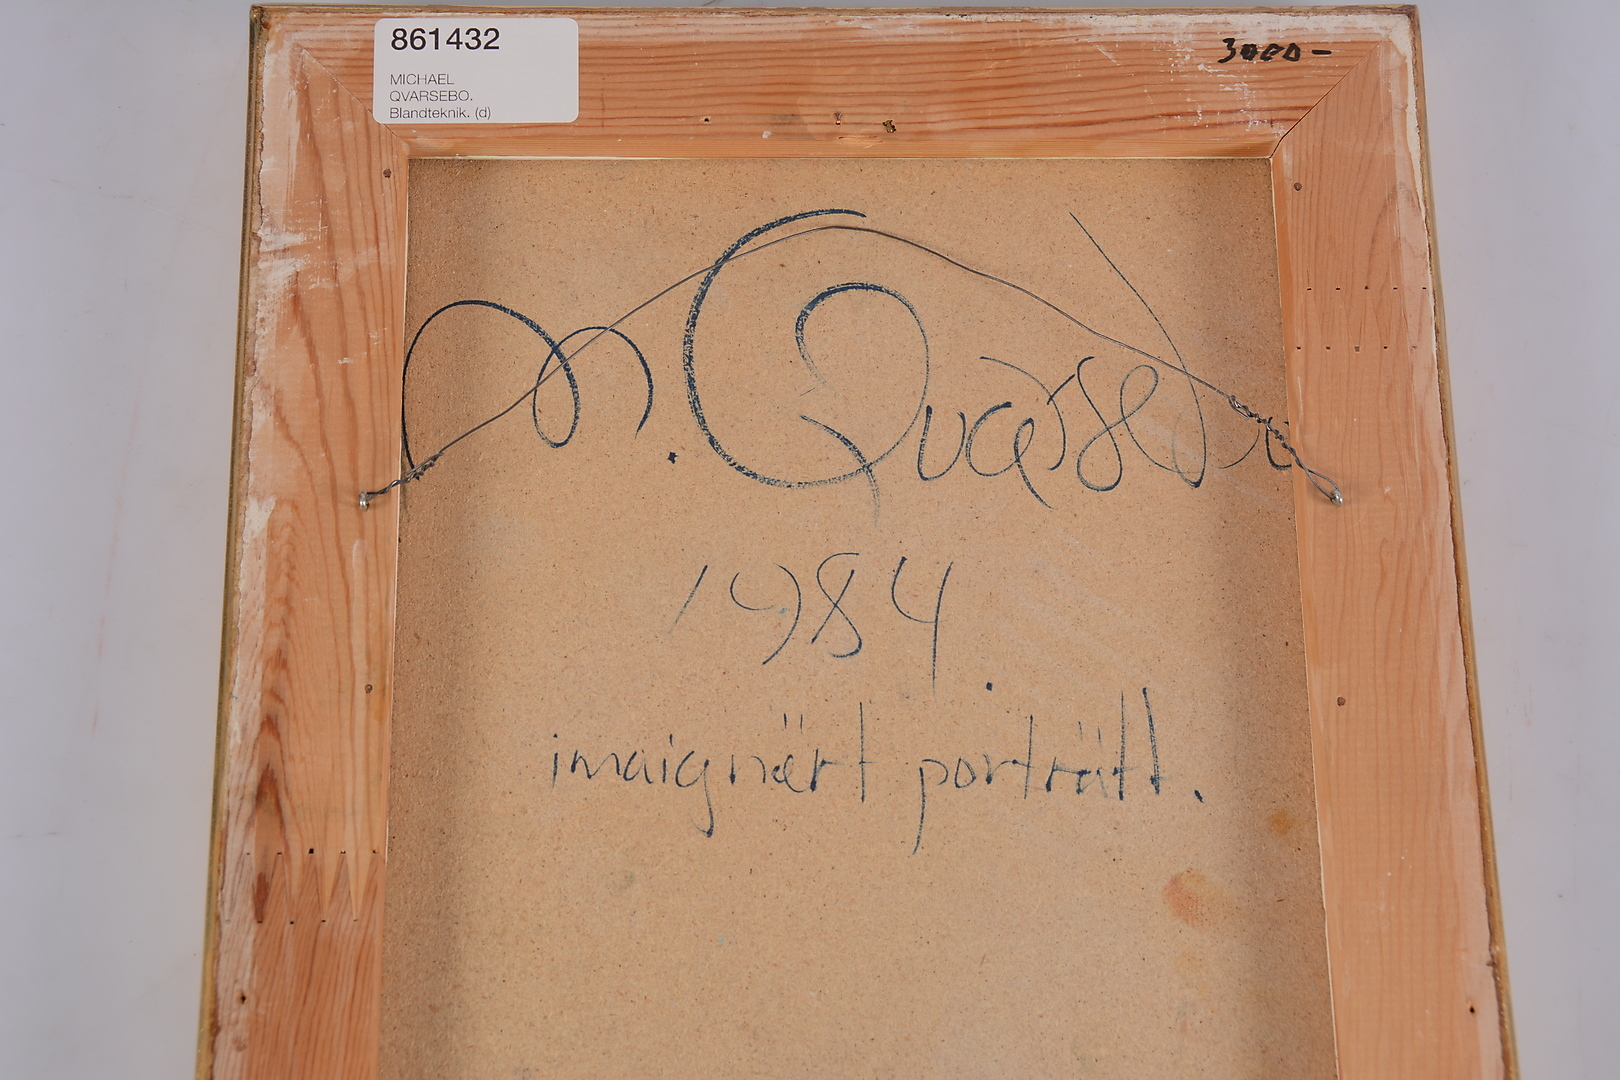 861432
MICHAEL
QVARSEBO.
Blandteknik. (d)
3000-
M. Qvarsebo
1984.
imaignärt porträtt.